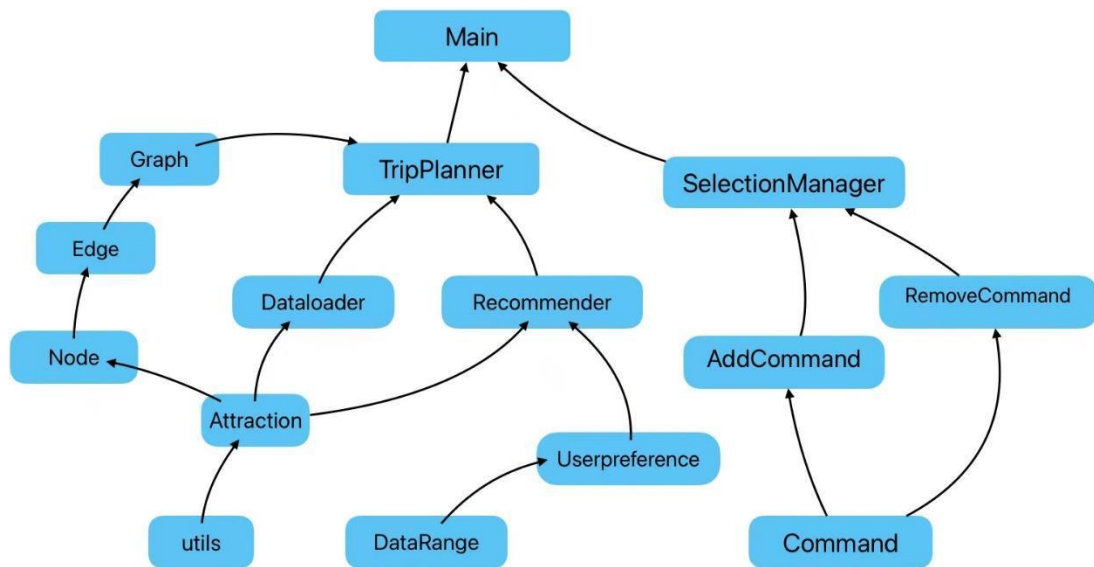 Main
Graph
TripPlanner
SelectionManager
Edge
Dataloader
Recommender
RemoveCommand
Node
AddCommand
Attraction
Userpreference
utils
DataRange
Command